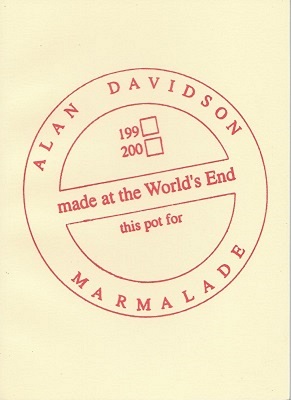 ALAN DAVIDSON
199
200
made at the World's End
this pot for
MARMALADE